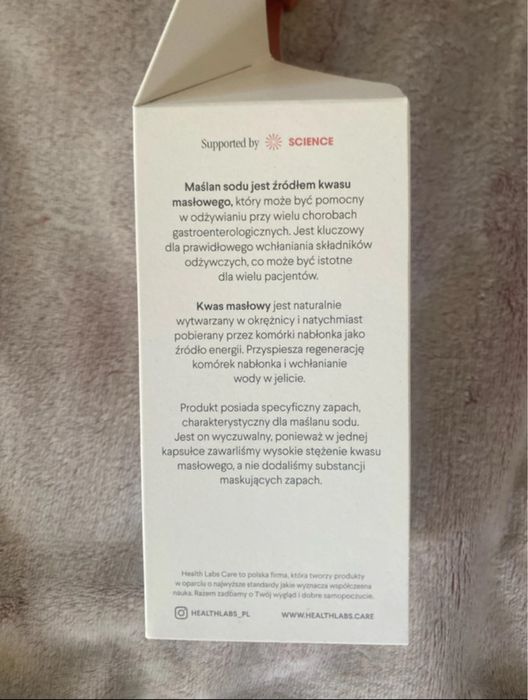 Supported by SCIENCE
Maślan sodu jest źródłem kwasu
masłowego, który może być pomocny
w odżywianiu przy wielu chorobach
gastroenterologicznych. Jest kluczowy
dla prawidłowego wchłaniania składników
odżywczych, co może być istotne
dla wielu pacjentów.
Kwas masłowy jest naturalnie
wytwarzany w okrężnicy i natychmiast
pobierany przez komórki nabłonka jako
źródło energii. Przyspiesza regenerację
komórek nabłonka i wchłanianie
wody w jelicie.
Produkt posiada specyficzny zapach,
charakterystyczny dla maślanu sodu.
Jest on wyczuwalny, ponieważ w jednej
kapsułce zawarliśmy wysokie stężenie kwasu
masłowego, a nie dodaliśmy substancji
maskujących zapach.
Health Labs Care to polska firma, która tworzy produkty
w oparciu o najwyższe standardy jakie wyznacza współczesna
nauka. Razem zadbamy o Twój wygląd i dobre samopoczucie.
HEALTHLABS_PL WWW.HEALTHLABS.CARE